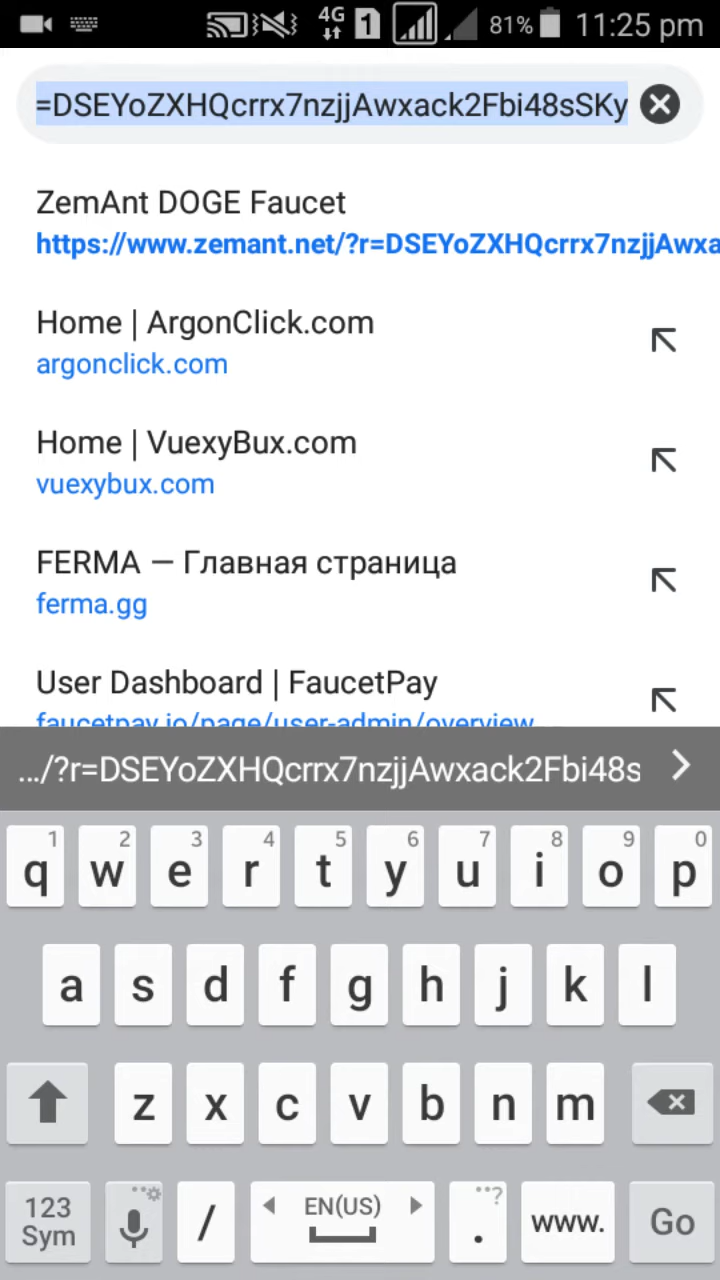 4G 1 81% 11:25 pm
=DSEYoZXHQcrrx7nzjjAwxack2Fbi48sSKy
ZemAnt DOGE Faucet
https://www.zemant.net/?r=DSEYoZXHQcrrx7nzjjAwxa
Home | ArgonClick.com
argonclick.com
Home | VuexyBux.com
vuexybux.com
FERMA — Главная страница
ferma.gg
User Dashboard | FaucetPay
faucetpay.io/page/user-admin/overview
.../?r=DSEYoZXHQcrrx7nzjjAwxack2Fbi48s
1 2 3 4 5 6 7 8 9 0
q w e r t y u i o p
a s d f g h j k l
z x c v b n m
123 Sym / EN(US) . ? www. Go